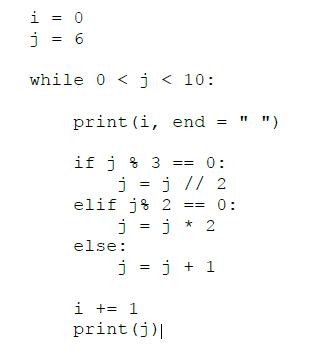 i = 0
j = 6
while 0 < j < 10:
print(i, end = " ")
if j % 3 == 0:
j = j // 2
elif j% 2 == 0:
j = j * 2
else:
j = j + 1
i += 1
print(j)